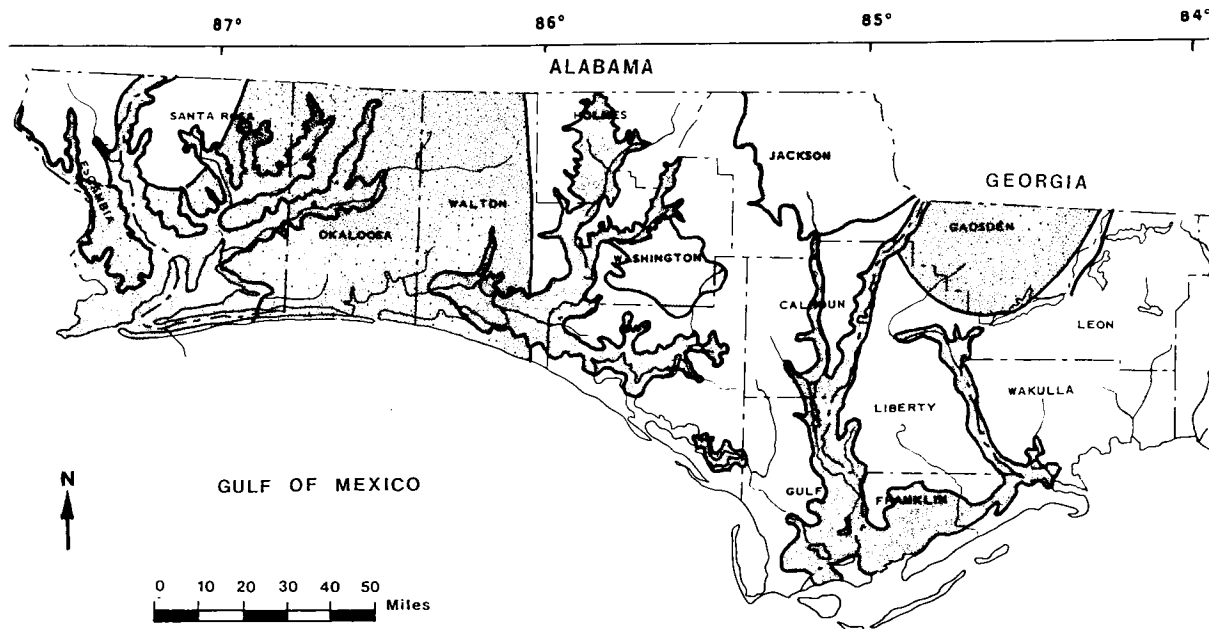 87° 86° 85° 84°
ALABAMA
SANTA ROSA
HOLMES
JACKSON
GEORGIA
ESCAMBIA
WALTON
GADSDEN
OKALOOSA
WASHINGTON
CALHOUN
LEON
LIBERTY
WAKULLA
N
GULF OF MEXICO
GULF
FRANKLIN
0 10 20 30 40 50
Miles